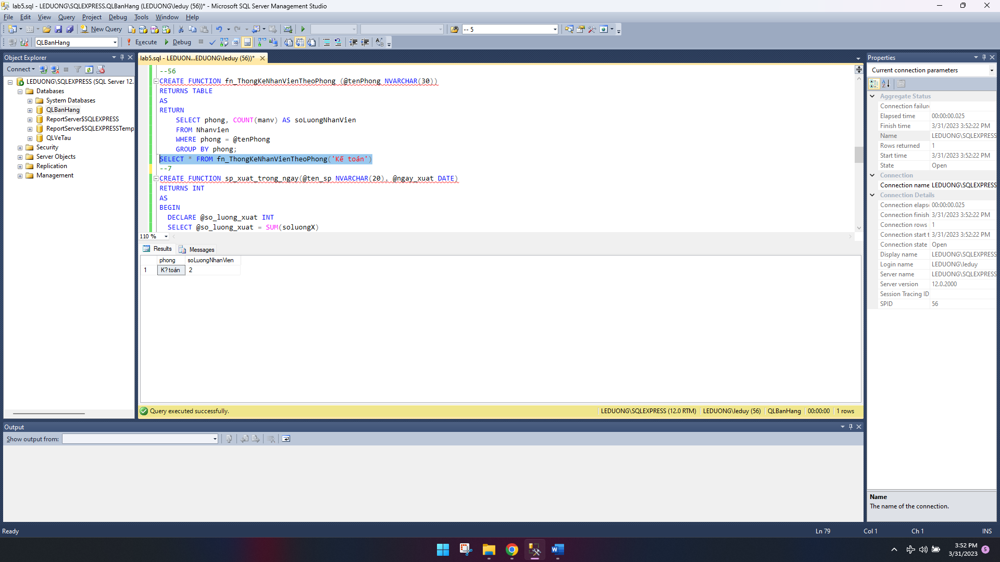 lab5.sql - LEDUONG\SQLEXPRESS.QLBanHang (LEDUONG\leduy (56))* - Microsoft SQL Server Management Studio
File Edit View Query Project Debug Tools Window Help
New Query
-- 5
QLBanHang
Execute
Debug
Object Explorer
Connect
LEDUONG\SQLEXPRESS (SQL Server 12.
Databases
System Databases
QLBanHang
ReportServer$SQLEXPRESS
ReportServer$SQLEXPRESSTemp
QLVeTau
Security
Server Objects
Replication
Management
lab5.sql - LEDUON...EDUONG\leduy (56))*
--56
CREATE FUNCTION fn_ThongKeNhanVienTheoPhong (@tenPhong NVARCHAR(30))
RETURNS TABLE
AS
RETURN
SELECT phong, COUNT(manv) AS soLuongNhanVien
FROM Nhanvien
WHERE phong = @tenPhong
GROUP BY phong;
SELECT * FROM fn_ThongKeNhanVienTheoPhong('Kế toán')
--7
CREATE FUNCTION sp_xuat_trong_ngay(@ten_sp NVARCHAR(20), @ngay_xuat DATE)
RETURNS INT
AS
BEGIN
DECLARE @so_luong_xuat INT
SELECT @so_luong_xuat = SUM(soluongX)
110 %
Results Messages
phong soLuongNhanVien
1 K? toán 2
Query executed successfully.
LEDUONG\SQLEXPRESS (12.0 RTM) LEDUONG\leduy (56) QLBanHang 00:00:00 1 rows
Output
Show output from:
Properties
Current connection parameters
Aggregate Status
Connection failure
Elapsed time 00:00:00.025
Finish time 3/31/2023 3:52:22 PM
Name LEDUONG\SQLEXPRESS
Rows returned 1
Start time 3/31/2023 3:52:22 PM
State Open
Connection
Connection name LEDUONG\SQLEXPRESS
Connection Details
Connection elaps 00:00:00.025
Connection finish 3/31/2023 3:52:22 PM
Connection rows 1
Connection start t 3/31/2023 3:52:22 PM
Connection state Open
Display name LEDUONG\SQLEXPRESS
Login name LEDUONG\leduy
Server name LEDUONG\SQLEXPRESS
Server version 12.0.2000
Session Tracing ID
SPID 56
Name
The name of the connection.
Ready
Ln 79 Col 1 Ch 1 INS
3:52 PM
3/31/2023
5